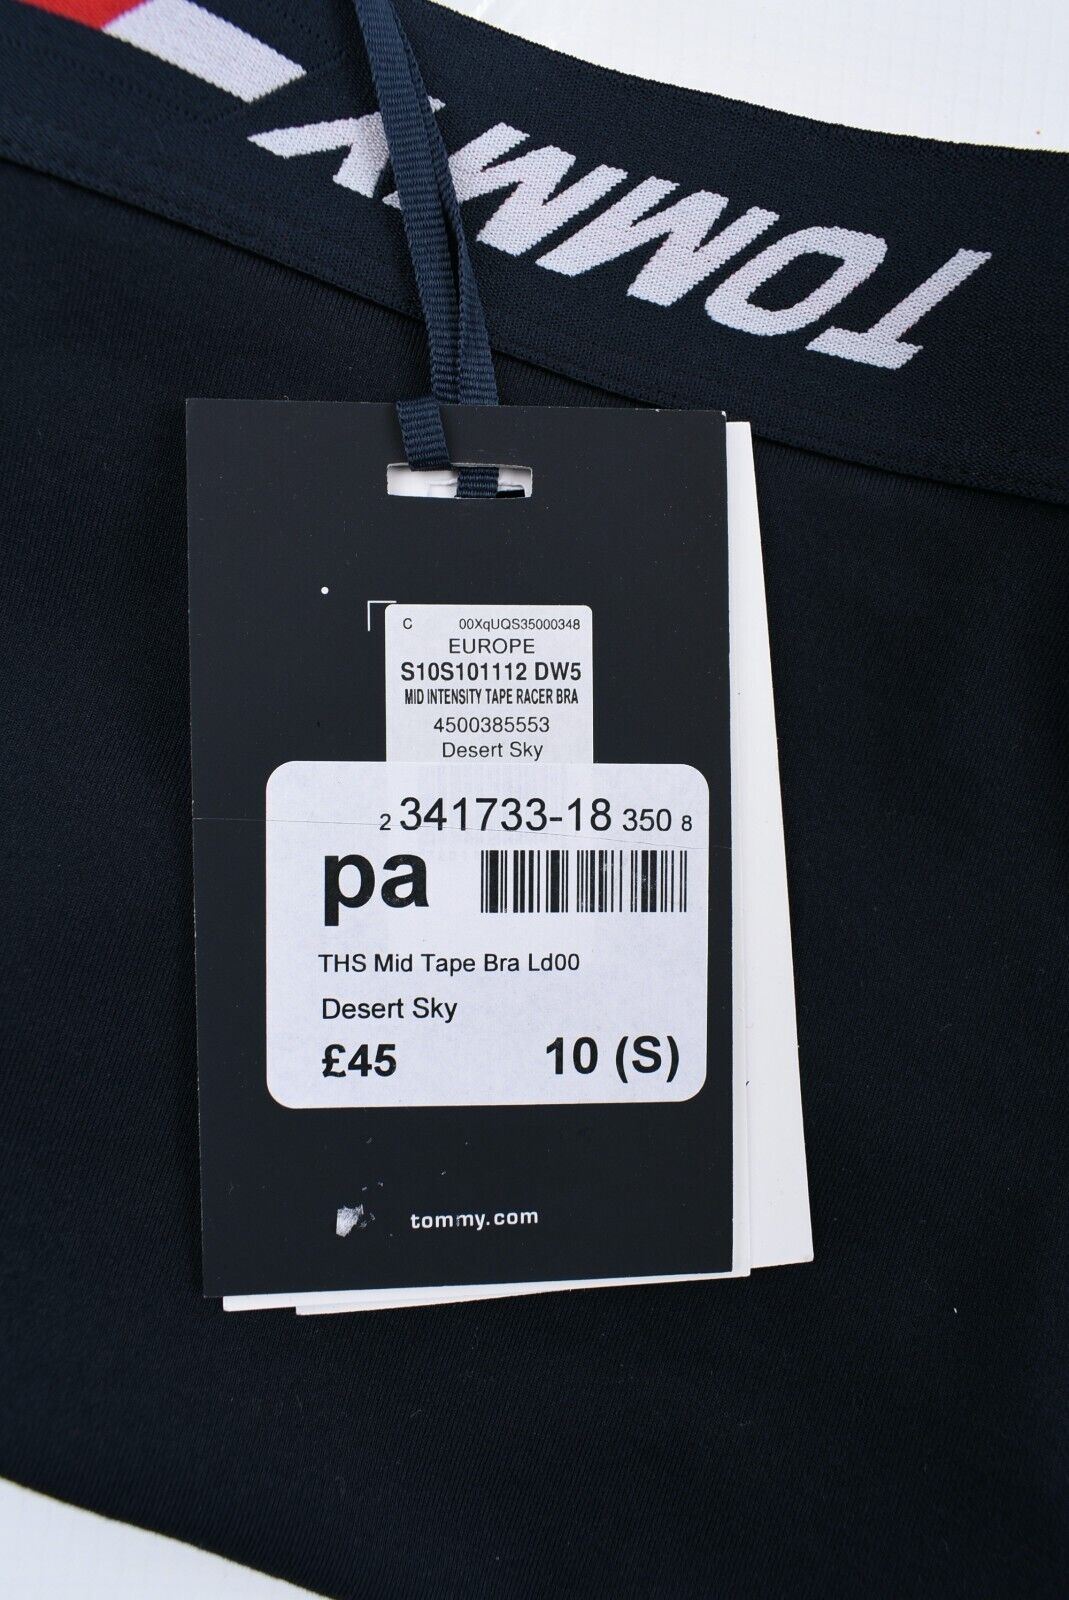 TOMMY
C 00XqUQS35000348
EUROPE
S10S101112 DW5
MID INTENSITY TAPE RACER BRA
4500385553
Desert Sky
2 341733-18 350 8
pa
THS Mid Tape Bra Ld00
Desert Sky
£45 10 (S)
tommy.com